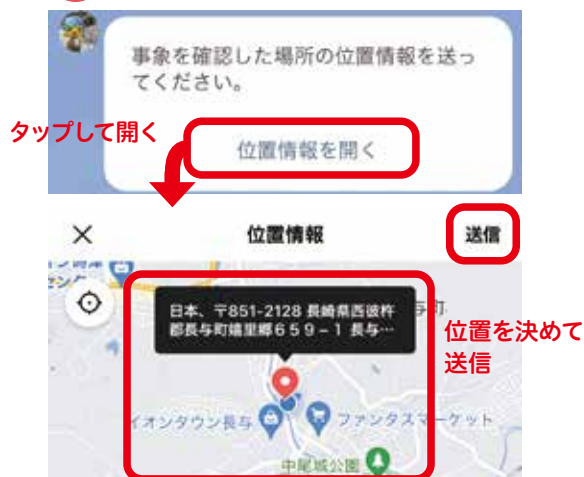 事象を確認した場所の位置情報を送っ
てください。
タップして開く
位置情報を開く
位置情報
送信
日本、〒851-2128 長崎県西彼杵
郡長与町嬉里郷６５９−１ 長与…
与町
位置を決めて
送信
イオンタウン長与
ファンタスマーケット
中尾城公園